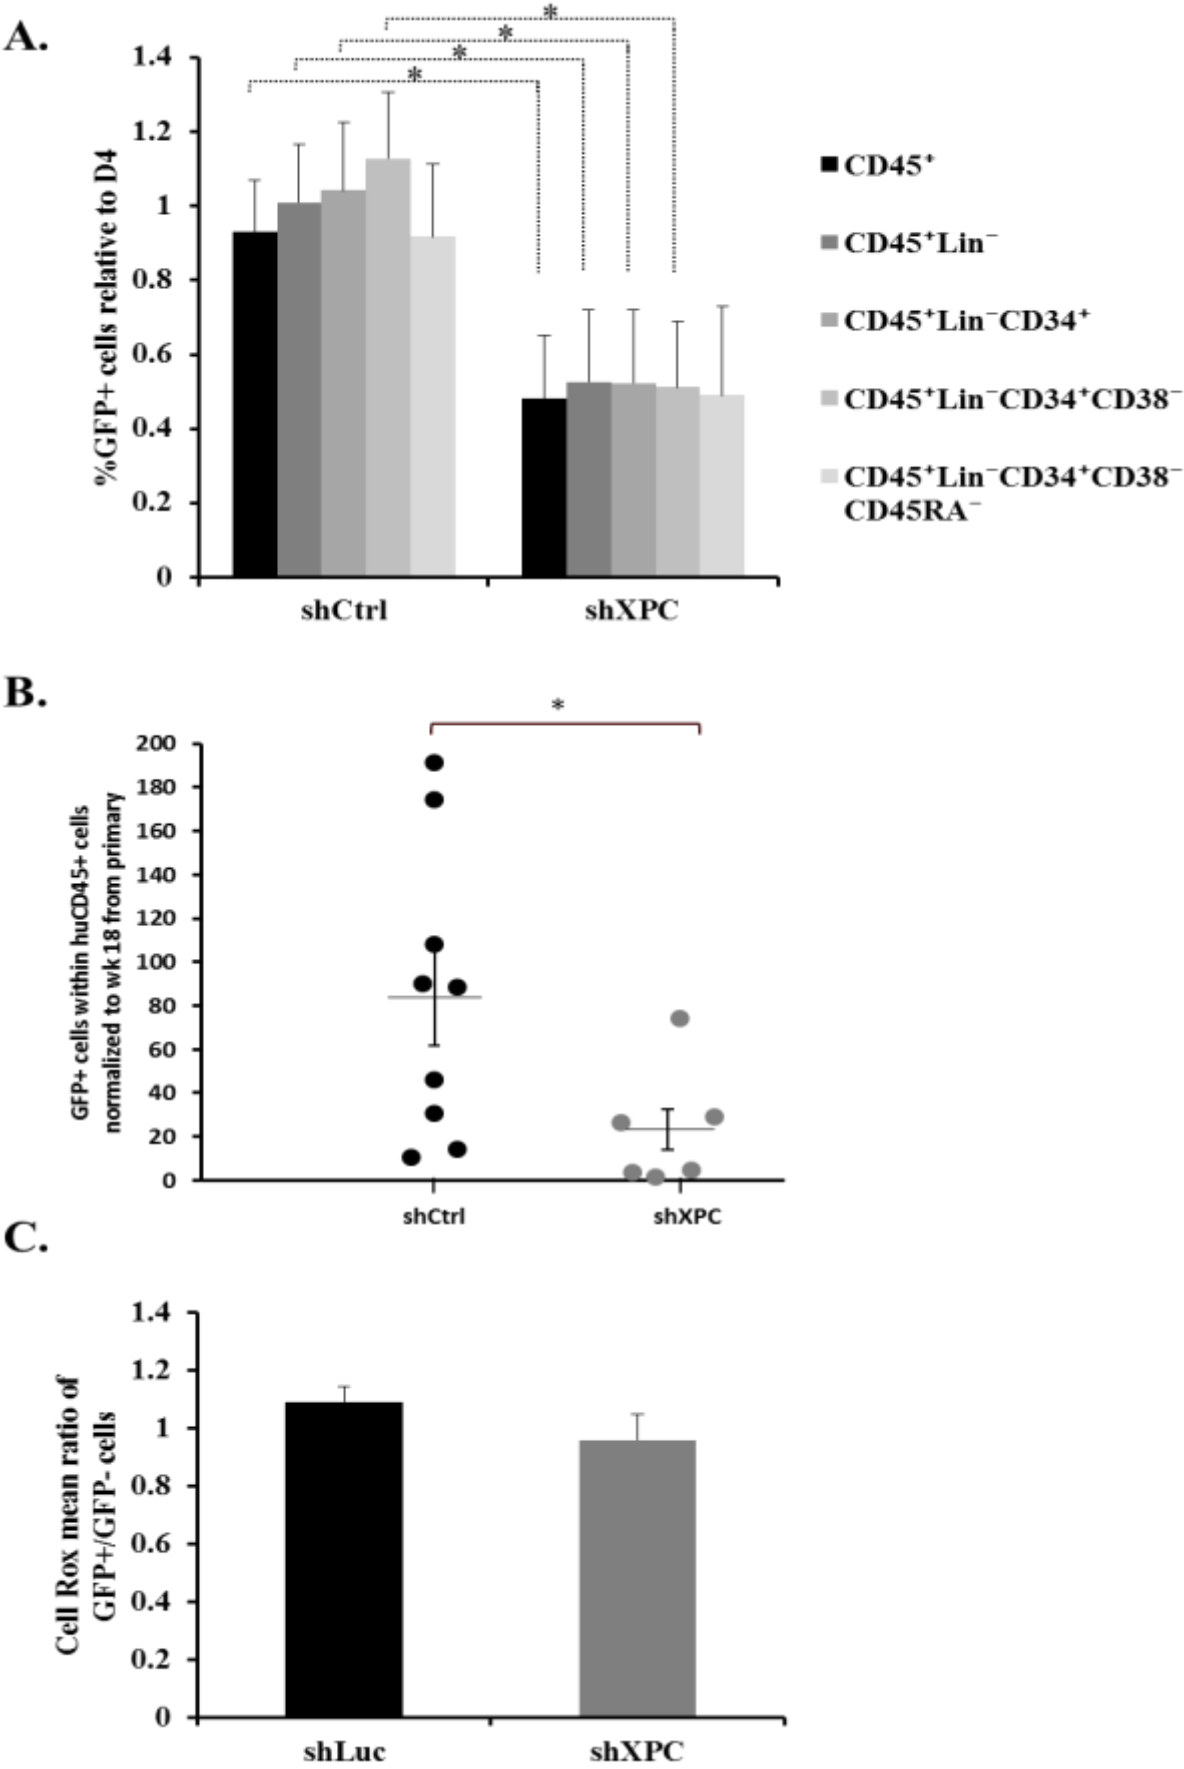 A.
*
*
*
*
1.4
1.2
1
0.8
0.6
0.4
0.2
0
%GFP+ cells relative to D4
shCtrl
shXPC
CD45⁺
CD45⁺Lin⁻
CD45⁺Lin⁻CD34⁺
CD45⁺Lin⁻CD34⁺CD38⁻
CD45⁺Lin⁻CD34⁺CD38⁻
CD45RA⁻
B.
*
200
180
160
140
120
100
80
60
40
20
0
GFP+ cells within huCD45+ cells
normalized to wk18 from primary
shCtrl
shXPC
C.
1.4
1.2
1
0.8
0.6
0.4
0.2
0
Cell Rox mean ratio of
GFP+/GFP- cells
shLuc
shXPC